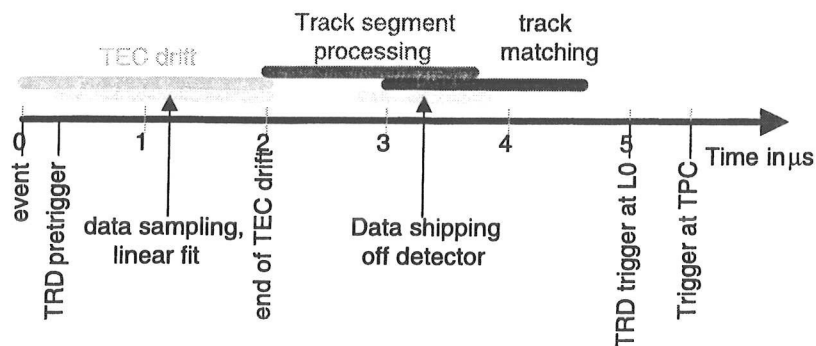 TEC drift
Track segment
processing
track
matching
0
1
2
3
4
5
Time in μs
event
TRD pretrigger
data sampling,
linear fit
end of TEC drift
Data shipping
off detector
TRD trigger at L0
Trigger at TPC